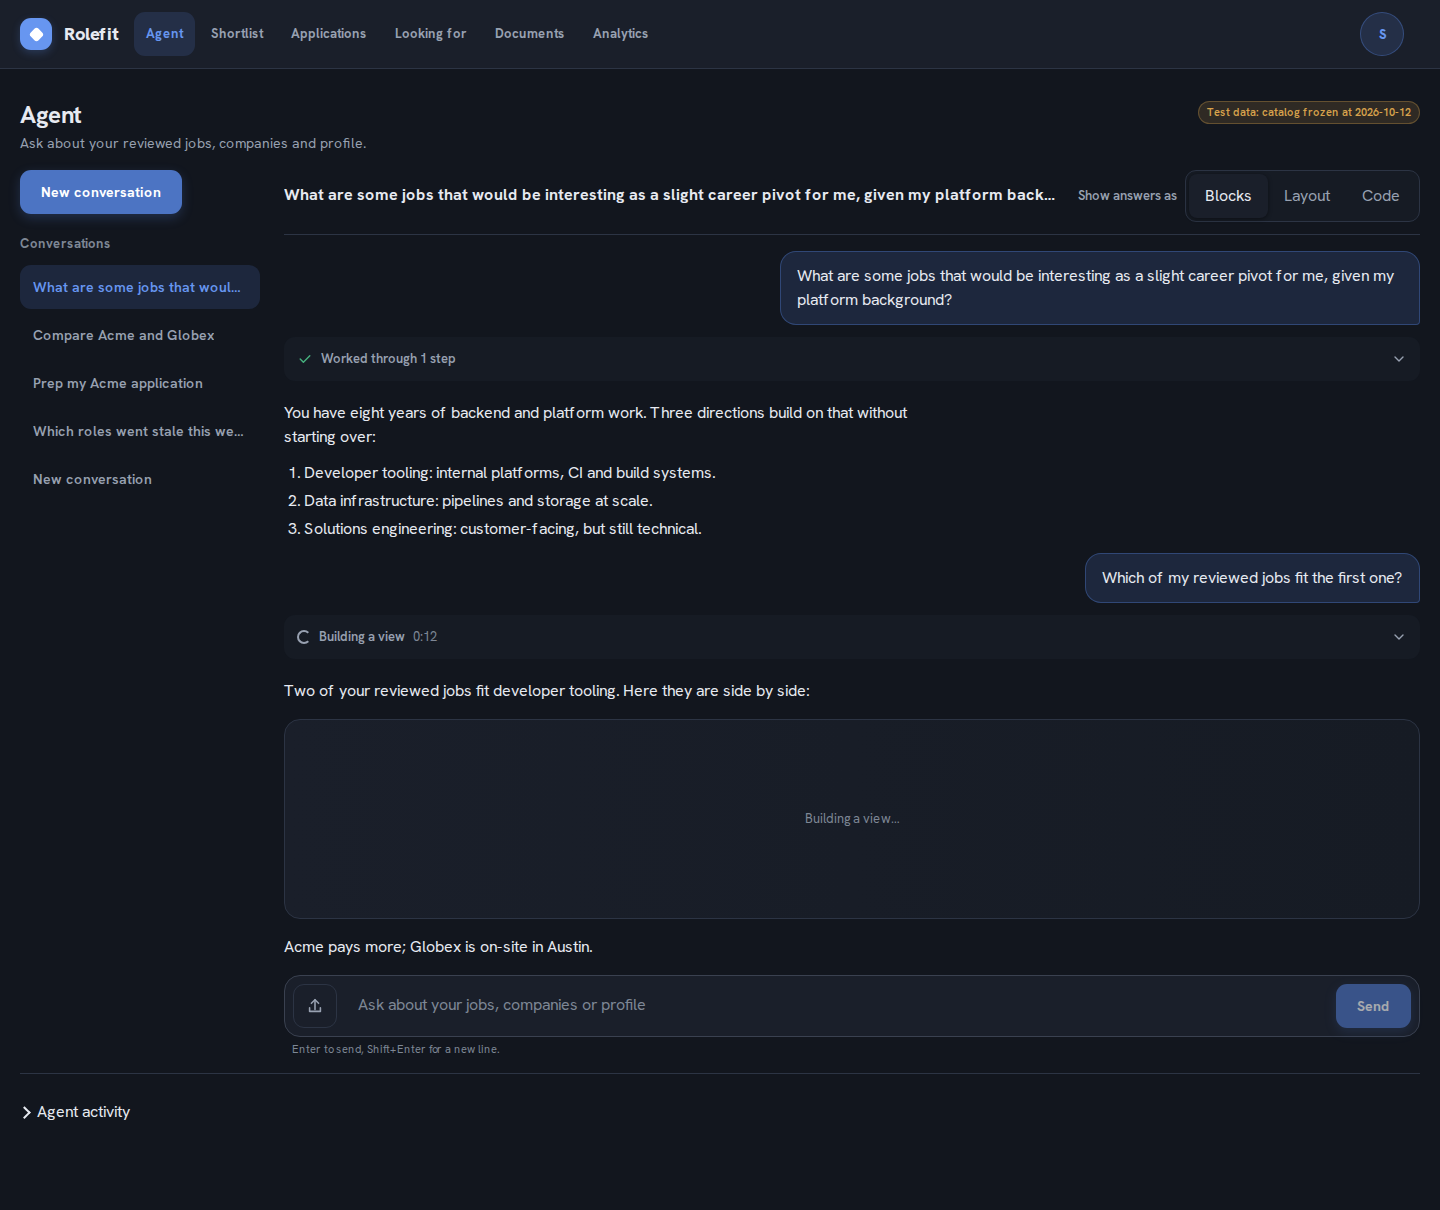 Rolefit
Agent
Shortlist
Applications
Looking for
Documents
Analytics
S
Agent
Test data: catalog frozen at 2026-10-12
Ask about your reviewed jobs, companies and profile.
New conversation
Conversations
What are some jobs that woul...
Compare Acme and Globex
Prep my Acme application
Which roles went stale this we...
New conversation
What are some jobs that would be interesting as a slight career pivot for me, given my platform back...
Show answers as
Blocks
Layout
Code
What are some jobs that would be interesting as a slight career pivot for me, given my
platform background?
Worked through 1 step
You have eight years of backend and platform work. Three directions build on that without
starting over:
1. Developer tooling: internal platforms, CI and build systems.
2. Data infrastructure: pipelines and storage at scale.
3. Solutions engineering: customer-facing, but still technical.
Which of my reviewed jobs fit the first one?
Building a view 0:12
Two of your reviewed jobs fit developer tooling. Here they are side by side:
Building a view...
Acme pays more; Globex is on-site in Austin.
Ask about your jobs, companies or profile
Send
Enter to send, Shift+Enter for a new line.
Agent activity